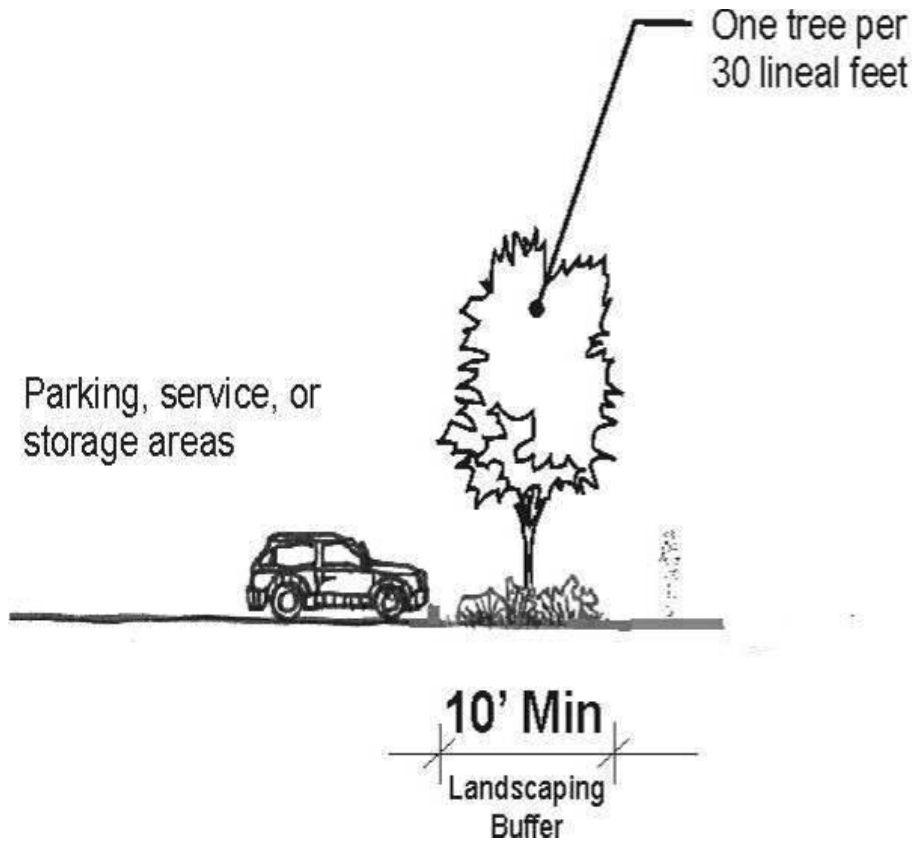 One tree per
30 lineal feet
Parking, service, or
storage areas
10' Min
Landscaping
Buffer